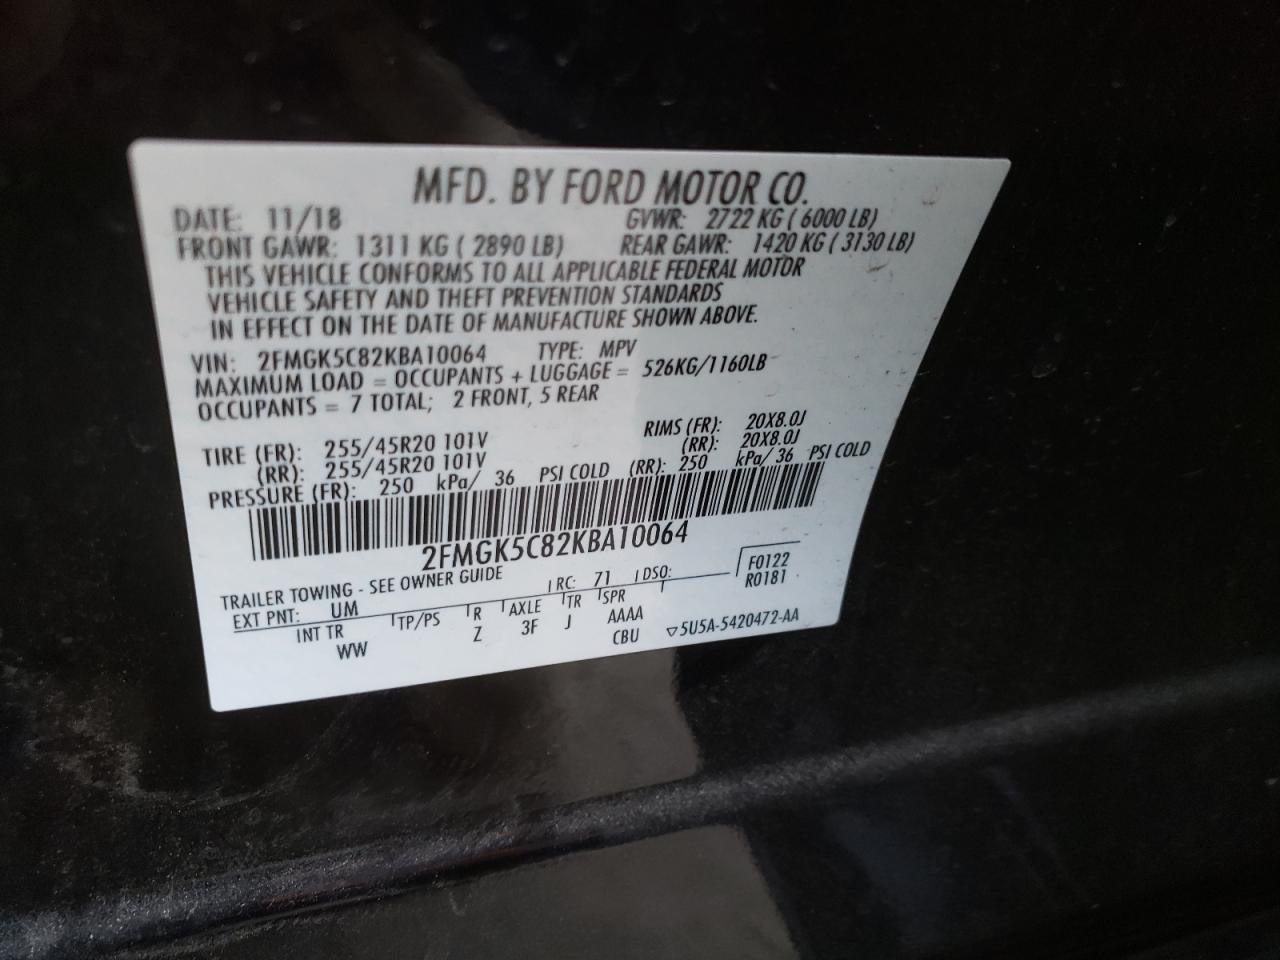 MFD. BY FORD MOTOR CO.
DATE: 11/18 GVWR: 2722 KG ( 6000 LB)
FRONT GAWR: 1311 KG ( 2890 LB) REAR GAWR: 1420 KG ( 3130 LB)
THIS VEHICLE CONFORMS TO ALL APPLICABLE FEDERAL MOTOR
VEHICLE SAFETY AND THEFT PREVENTION STANDARDS
IN EFFECT ON THE DATE OF MANUFACTURE SHOWN ABOVE.
VIN: 2FMGK5C82KBA10064 TYPE: MPV
MAXIMUM LOAD = OCCUPANTS + LUGGAGE = 526KG/1160LB
OCCUPANTS = 7 TOTAL; 2 FRONT, 5 REAR
TIRE (FR): 255/45R20 101V RIMS (FR): 20X8.0J
(RR): 255/45R20 101V (RR): 20X8.0J
PRESSURE (FR): 250 kPa/ 36 PSI COLD (RR): 250 kPa/ 36 PSI COLD
2FMGK5C82KBA10064
TRAILER TOWING - SEE OWNER GUIDE F0122
EXT PNT: UM RC: 71 DSO: R0181
INT TR TP/PS R AXLE TR SPR
WW Z 3F J AAAA
CBU ▽5U5A-5420472-AA